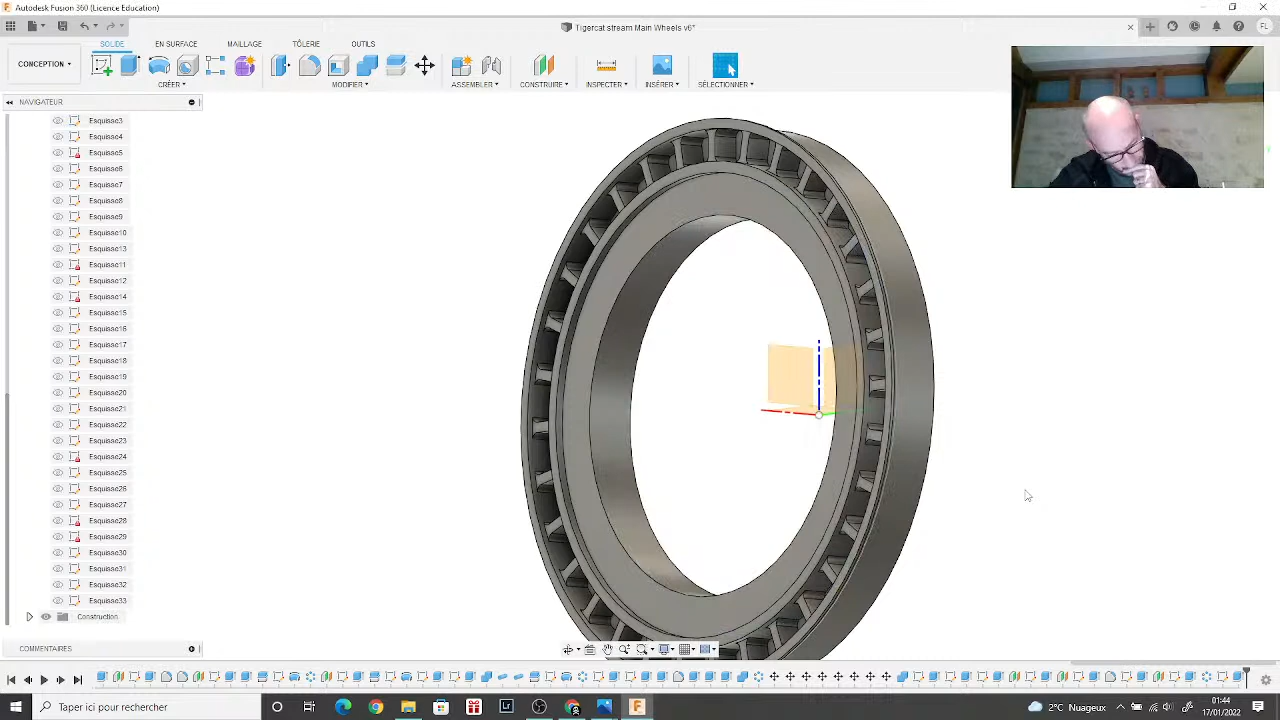 Autodesk Fusion 360 (Licence Education)
Tigercat stream Main Wheels v6*
FL
SOLIDE EN SURFACE MAILLAGE TÔLERIE OUTILS
CONCEPTION
CRÉER MODIFIER ASSEMBLER CONSTRUIRE INSPECTER INSÉRER SÉLECTIONNER
NAVIGATEUR
Esquisse3
Esquisse4
Esquisse5
Esquisse6
Esquisse7
Esquisse8
Esquisse9
Esquisse10
Esquisse13
Esquisse11
Esquisse12
Esquisse14
Esquisse15
Esquisse16
Esquisse17
Esquisse18
Esquisse19
Esquisse20
Esquisse21
Esquisse22
Esquisse23
Esquisse24
Esquisse25
Esquisse26
Esquisse27
Esquisse28
Esquisse29
Esquisse30
Esquisse31
Esquisse32
Esquisse33
Construction
COMMENTAIRES
Taper ici pour rechercher
2°C Nuageux
01:44
17/01/2022